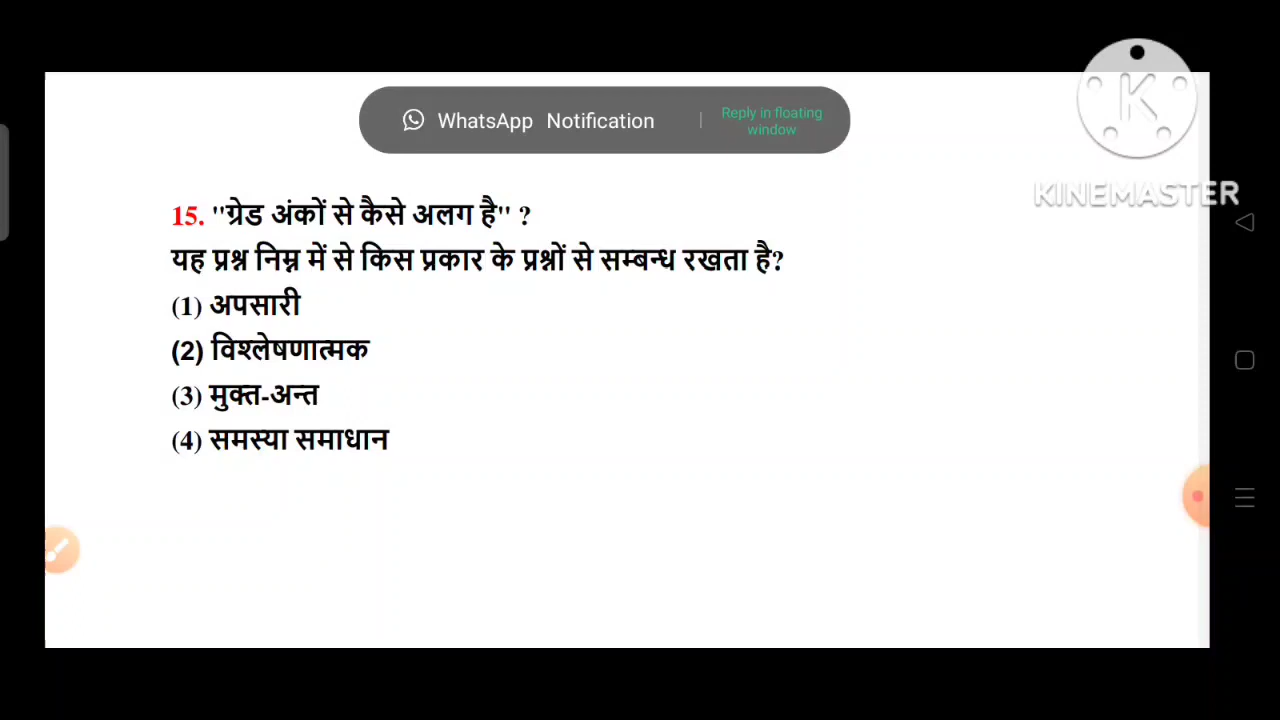 WhatsApp Notification
Reply in floating
window
KINEMASTER
15. "ग्रेड अंकों से कैसे अलग है" ?
यह प्रश्न निम्न में से किस प्रकार के प्रश्नों से सम्बन्ध रखता है?
(1) अपसारी
(2) विश्लेषणात्मक
(3) मुक्त-अन्त
(4) समस्या समाधान